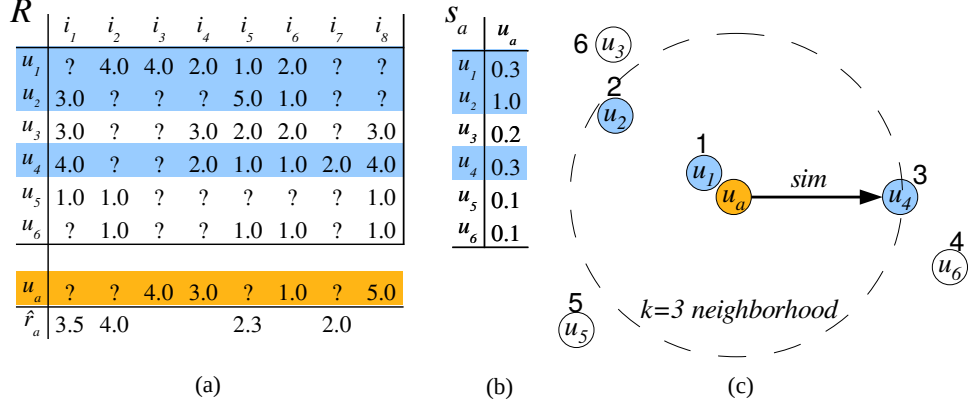 R i1 i2 i3 i4 i5 i6 i7 i8
u1 ? 4.0 4.0 2.0 1.0 2.0 ? ?
u2 3.0 ? ? ? 5.0 1.0 ? ?
u3 3.0 ? ? 3.0 2.0 2.0 ? 3.0
u4 4.0 ? ? 2.0 1.0 1.0 2.0 4.0
u5 1.0 1.0 ? ? ? ? ? 1.0
u6 ? 1.0 ? ? 1.0 1.0 ? 1.0
ua ? ? 4.0 3.0 ? 1.0 ? 5.0
r̂a 3.5 4.0 2.3 2.0
(a)
sa ua
u1 0.3
u2 1.0
u3 0.2
u4 0.3
u5 0.1
u6 0.1
(b)
6 u3
2
u2
1
u1
ua
sim
3
u4
4
u6
5
u5
k=3 neighborhood
(c)